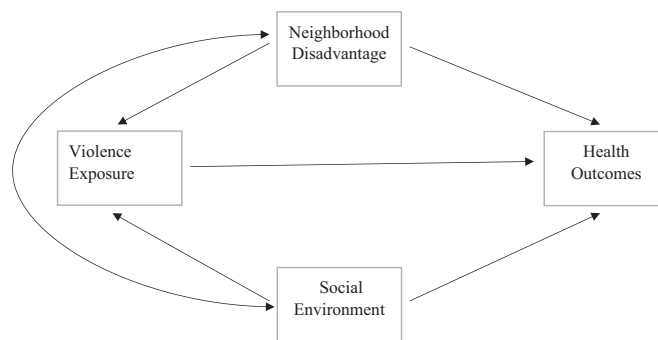 Neighborhood
Disadvantage
Violence
Exposure
Health
Outcomes
Social
Environment